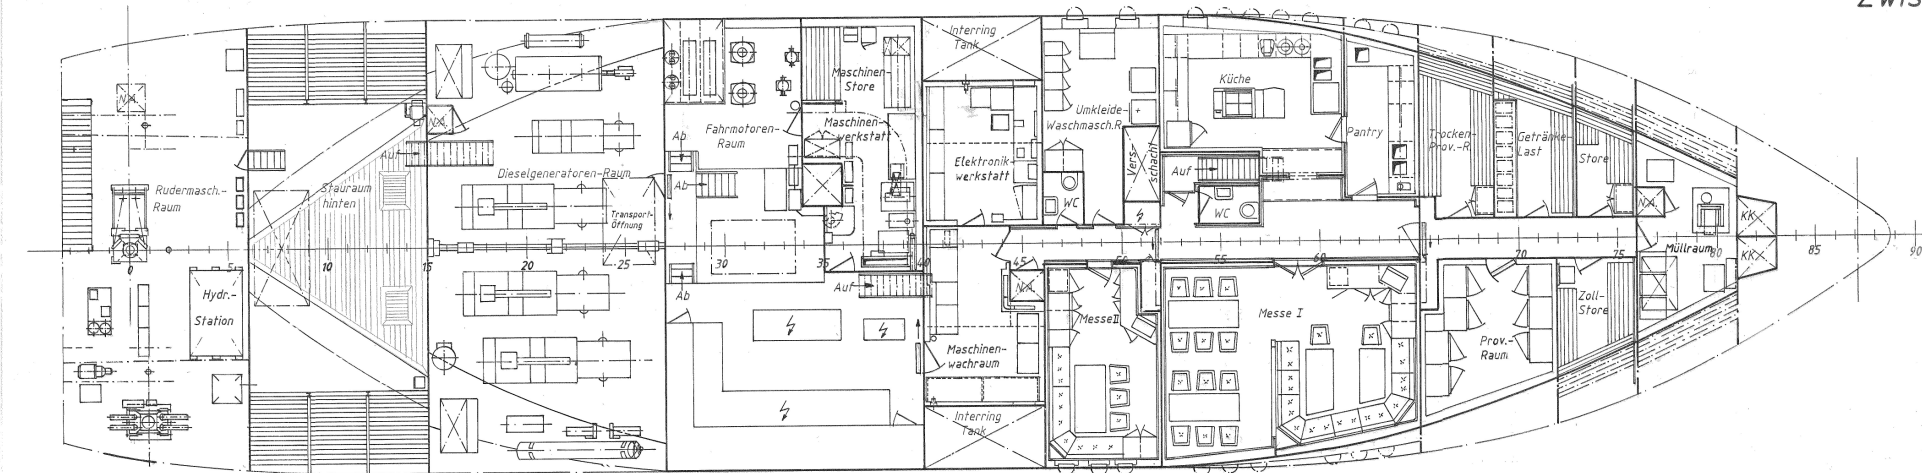 ZWIS
Interring
Tank
Maschinen-
Store
Küche
N.A.
N.A.
Umkleide-
Waschmasch.R
Fahrmotoren-
Raum
Maschinen-
werkstatt
Pantry
Trocken-
Prov.-R.
Getränke-
Last
Ab
Auf
Elektronik-
werkstatt
Vers.
schacht
Store
Auf
Dieselgeneratoren-Raum
Rudermasch.-
Raum
Stauraum
hinten
Ab
Transport-
Öffnung
WC
WC
N.A.
KK
Müllraum
KK
0
5
10
15
20
25
30
35
40
45
50
55
60
70
75
80
85
90
Hydr.-
Station
Ab
Auf
N.A.
Messe II
Messe I
Zoll-
Store
Prov.-
Raum
Maschinen-
wachraum
Interring
Tank